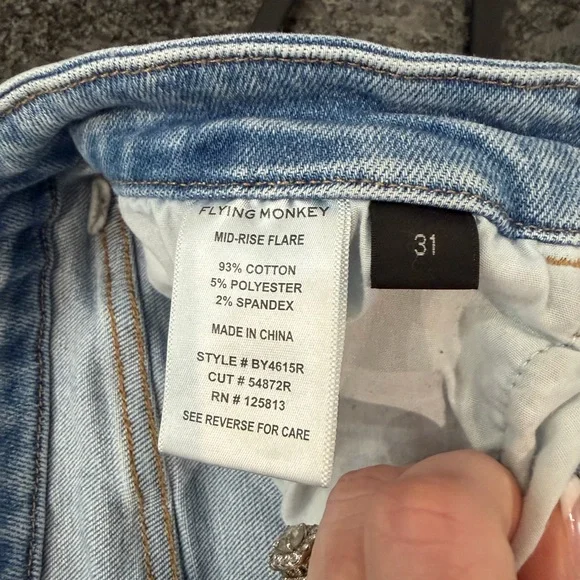 FLYING MONKEY
MID-RISE FLARE
93% COTTON
5% POLYESTER
2% SPANDEX
MADE IN CHINA
STYLE # BY4615R
CUT # 54872R
RN # 125813
SEE REVERSE FOR CARE
31